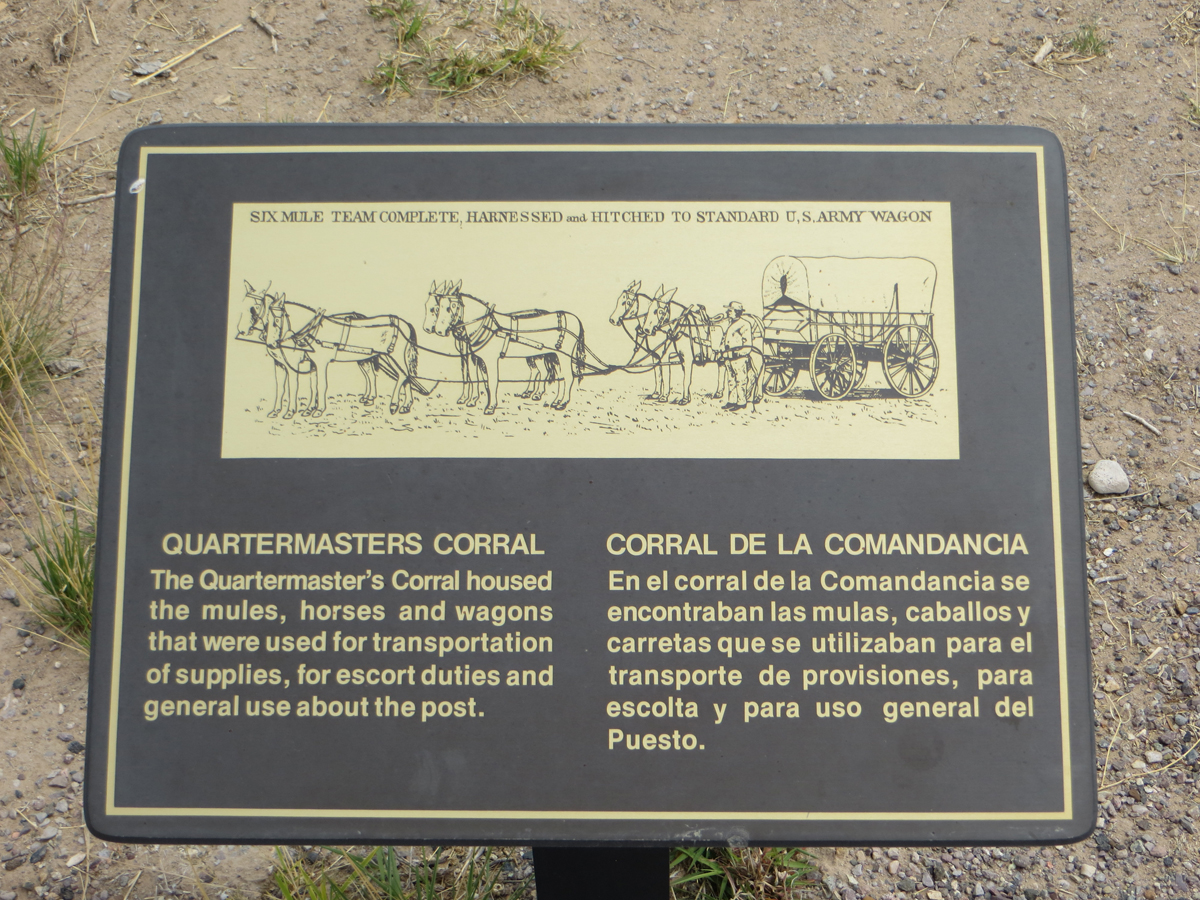 SIX MULE TEAM COMPLETE, HARNESSED and HITCHED TO STANDARD U.S. ARMY WAGON
QUARTERMASTERS CORRAL
The Quartermaster's Corral housed
the mules, horses and wagons
that were used for transportation
of supplies, for escort duties and
general use about the post.
CORRAL DE LA COMANDANCIA
En el corral de la Comandancia se
encontraban las mulas, caballos y
carretas que se utilizaban para el
transporte de provisiones, para
escolta y para uso general del
Puesto.